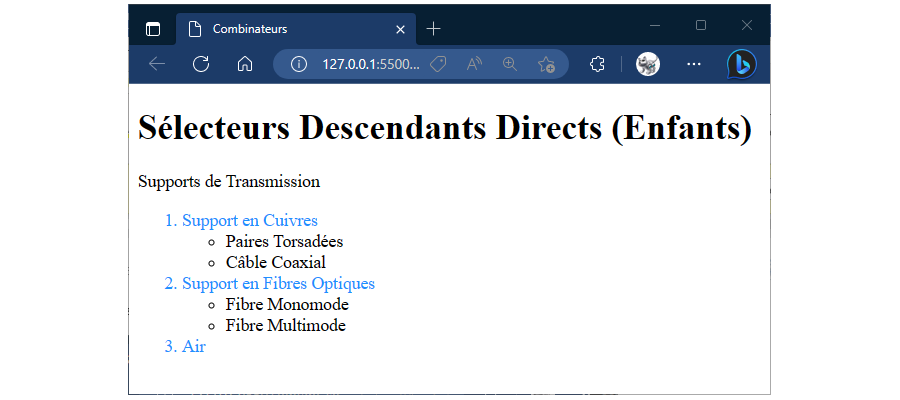 Combinateurs
127.0.0.1:5500...
Sélecteurs Descendants Directs (Enfants)
Supports de Transmission
1. Support en Cuivres
Paires Torsadées
Câble Coaxial
2. Support en Fibres Optiques
Fibre Monomode
Fibre Multimode
3. Air